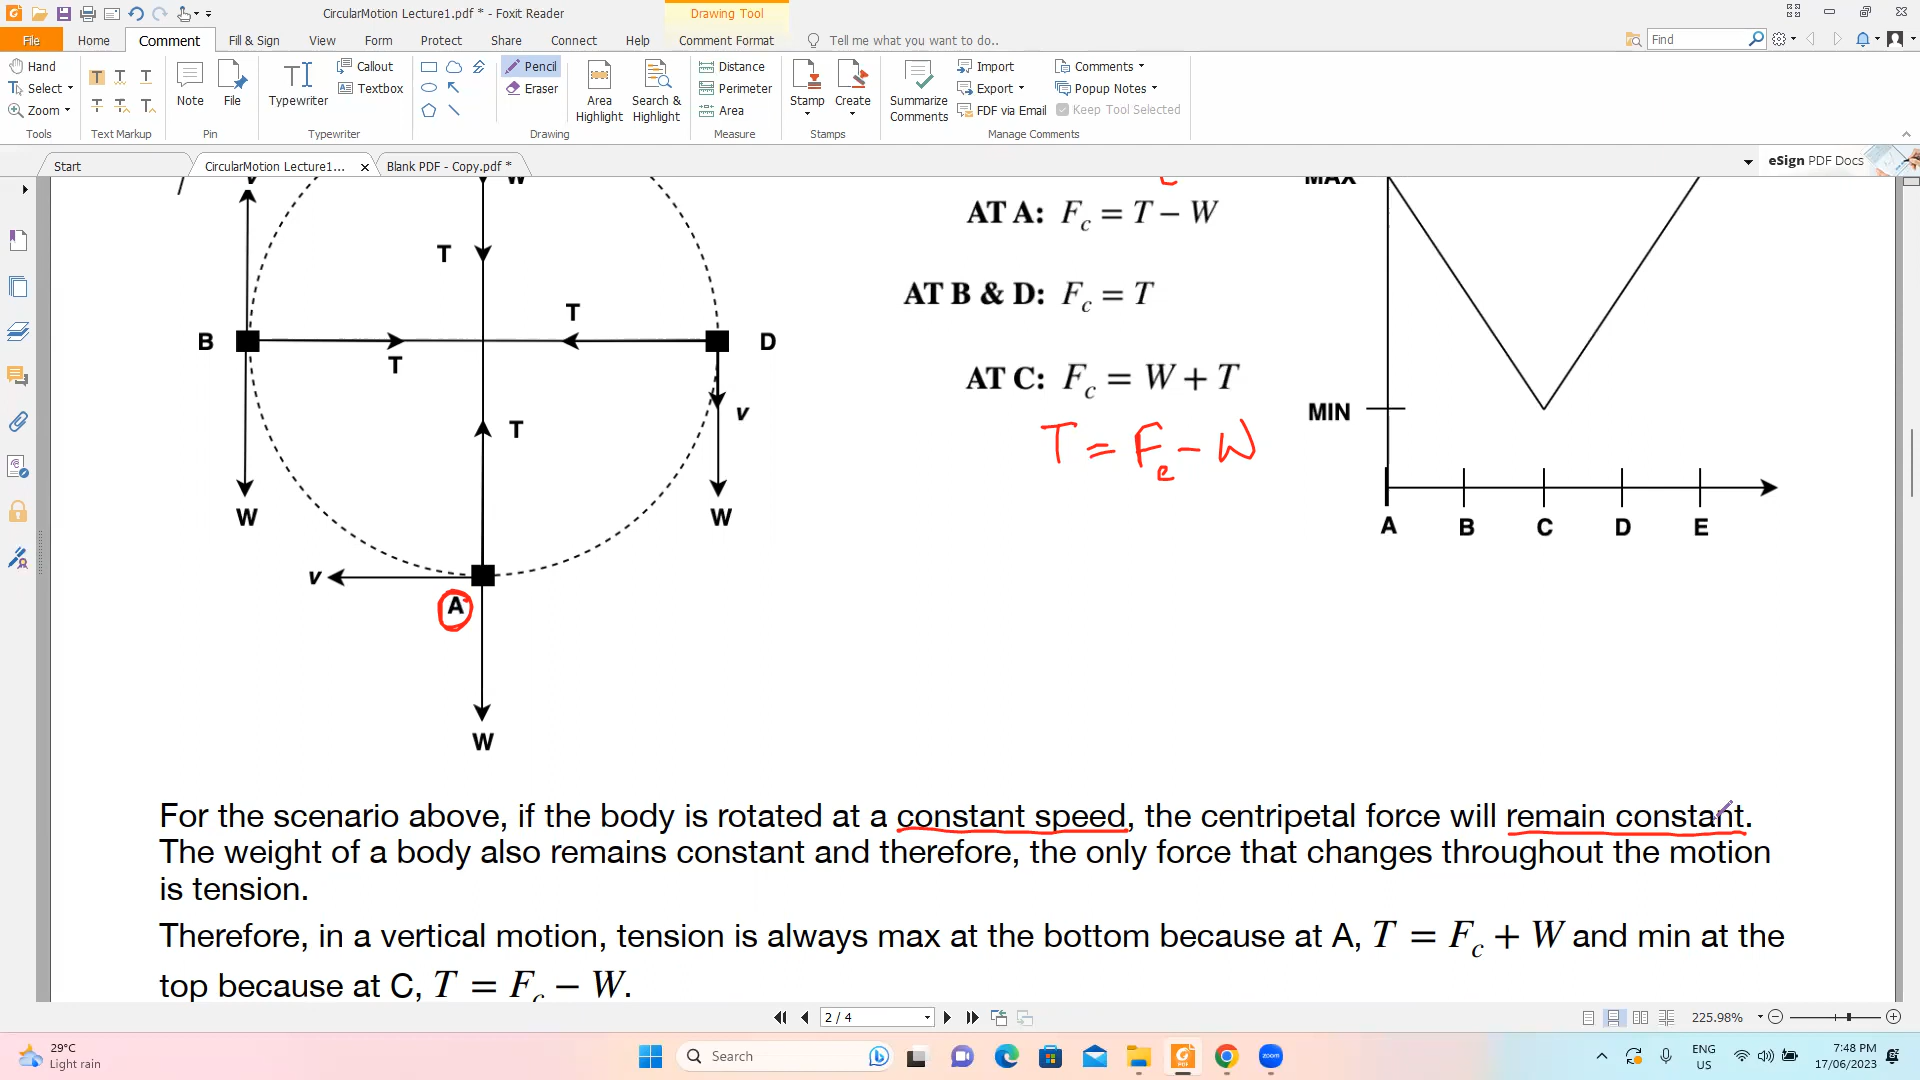 CircularMotion Lecture1.pdf * - Foxit Reader
Drawing Tool
File Home Comment Fill & Sign View Form Protect Share Connect Help Comment Format Tell me what you want to do.. Find
Hand
Select
Zoom
Tools
Text Markup
Note File
Pin
Typewriter
Callout
Textbox
Typewriter
Pencil
Eraser
Area Highlight
Search & Highlight
Drawing
Distance
Perimeter
Area
Measure
Stamp Create
Stamps
Summarize Comments
Import
Export
FDF via Email
Comments
Popup Notes
Keep Tool Selected
Manage Comments
Start CircularMotion Lecture1... Blank PDF - Copy.pdf * eSign PDF Docs
V W
T
T
B D
T
v
T
W W
v
A
W
AT A: F_c = T − W
AT B & D: F_c = T
AT C: F_c = W + T
T = F_c − W
MAX
MIN
A B C D E
For the scenario above, if the body is rotated at a constant speed, the centripetal force will remain constant.
The weight of a body also remains constant and therefore, the only force that changes throughout the motion
is tension.
Therefore, in a vertical motion, tension is always max at the bottom because at A, T = F_c + W and min at the
top because at C, T = F_c − W.
2 / 4
225.98%
29°C
Light rain
Search
zoom
ENG
US
7:48 PM
17/06/2023